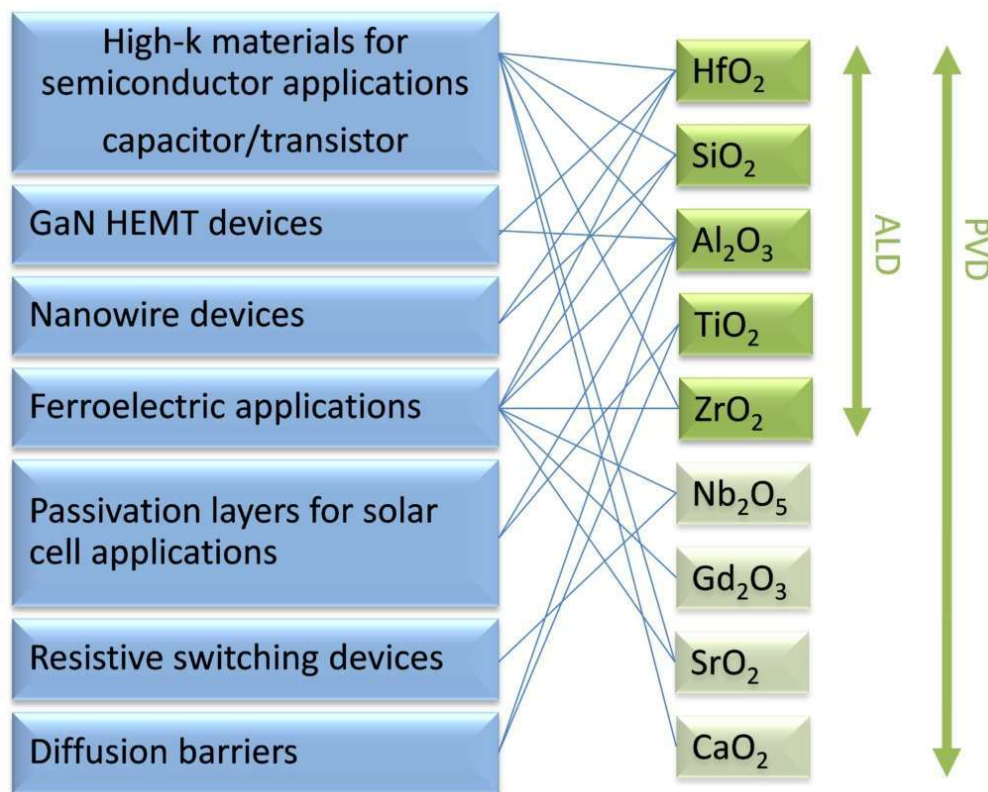 High-k materials for
semiconductor applications
capacitor/transistor
GaN HEMT devices
Nanowire devices
Ferroelectric applications
Passivation layers for solar
cell applications
Resistive switching devices
Diffusion barriers
HfO₂
SiO₂
Al₂O₃
TiO₂
ZrO₂
Nb₂O₅
Gd₂O₃
SrO₂
CaO₂
ALD
PVD